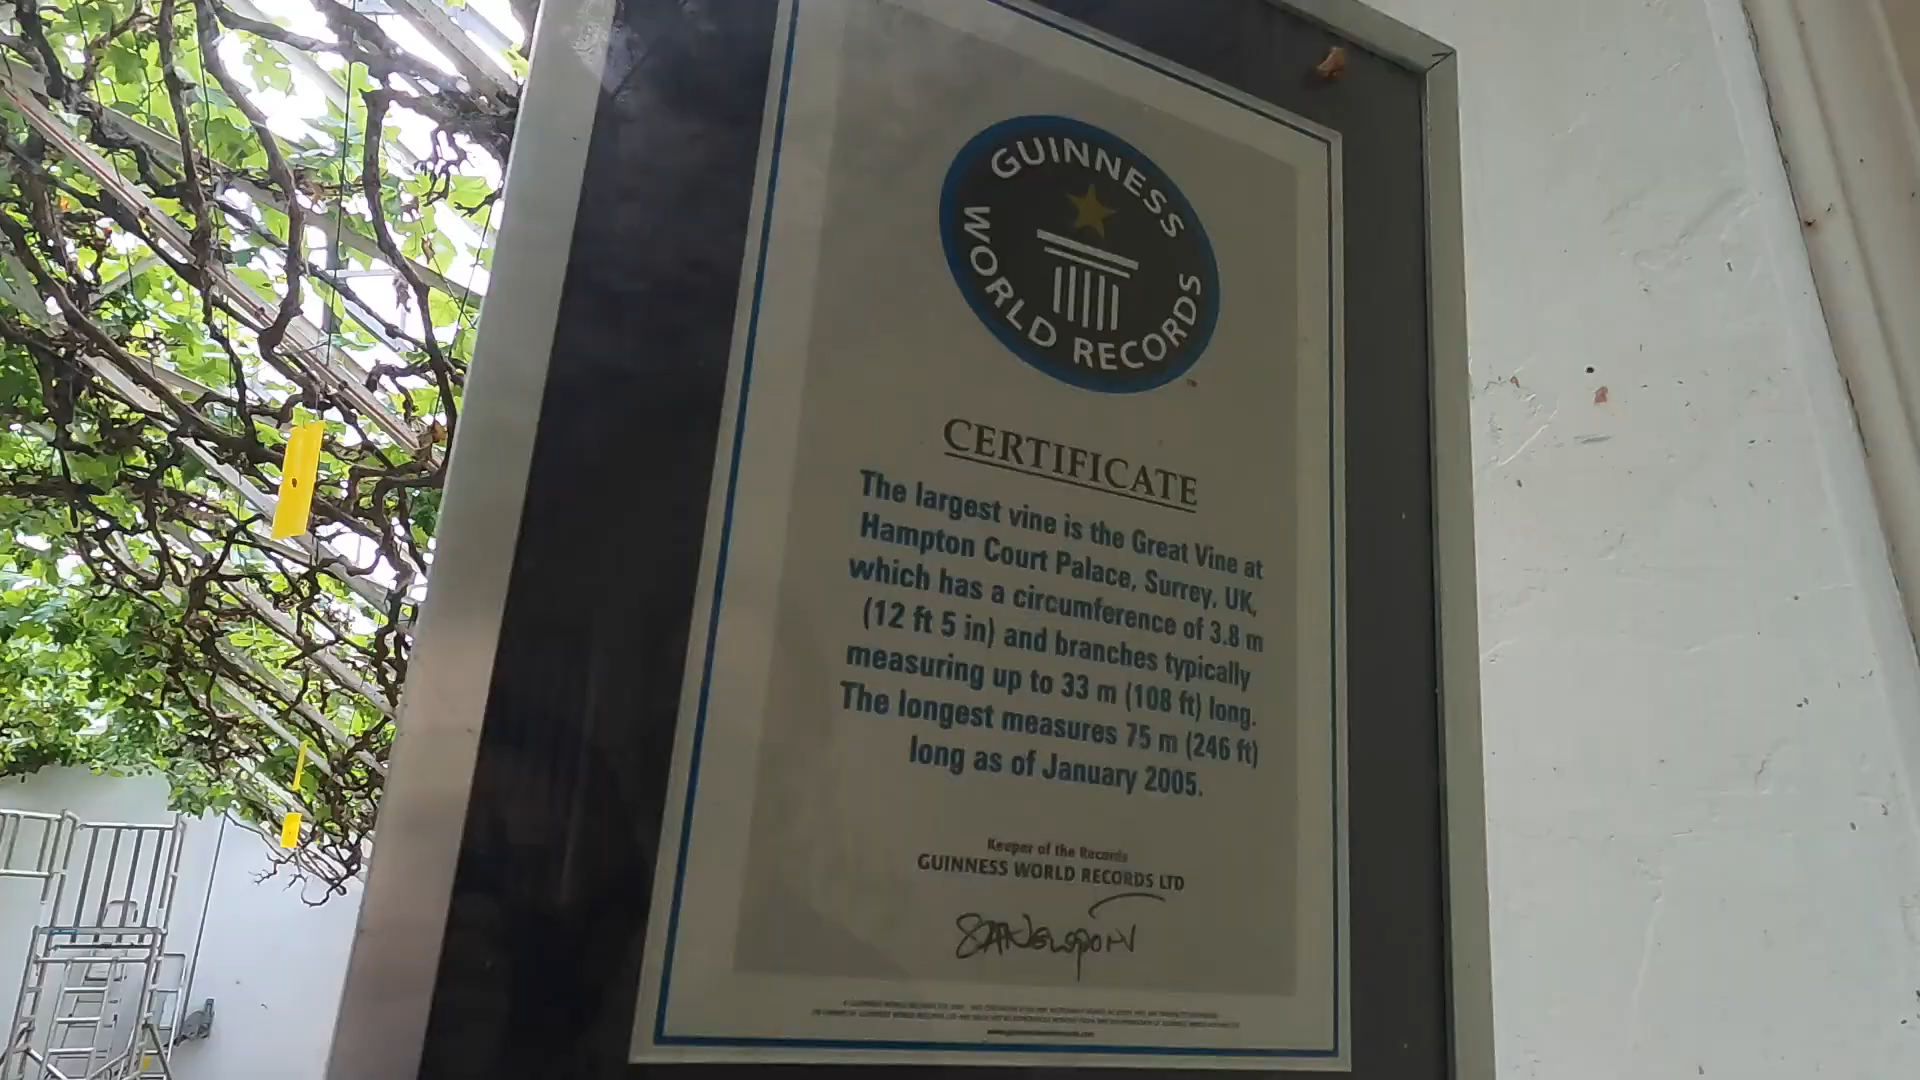 GUINNESS
WORLD RECORDS
TM
CERTIFICATE
The largest vine is the Great Vine at
Hampton Court Palace, Surrey, UK,
which has a circumference of 3.8 m
(12 ft 5 in) and branches typically
measuring up to 33 m (108 ft) long.
The longest measures 75 m (246 ft)
long as of January 2005.
Keeper of the Records
GUINNESS WORLD RECORDS LTD